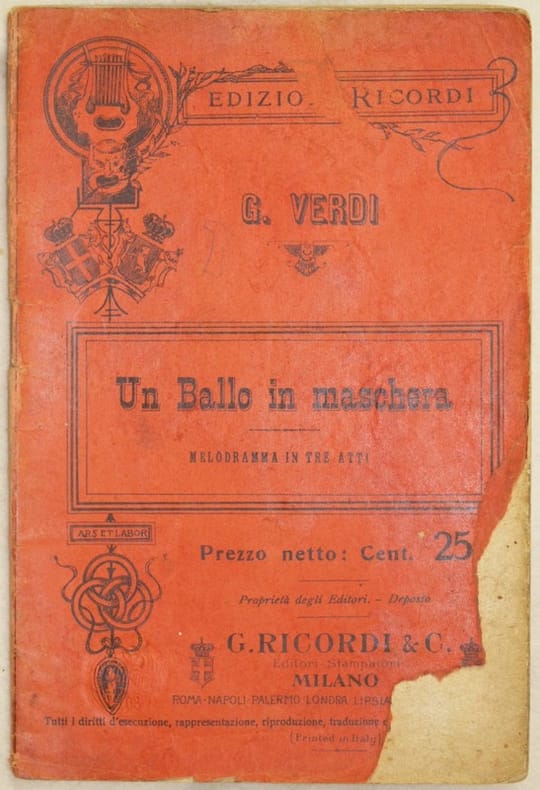 EDIZIO RICORDI
G. VERDI
Un Ballo in maschera
MELODRAMMA IN TRE ATTI
ARS ET LABOR
Prezzo netto: Cent. 25
Proprietà degli Editori. - Deposto
G. RICORDI & C.
Editori-Stampatori
MILANO
ROMA-NAPOLI-PALERMO-LONDRA-LIPSIA
Tutti i diritti d'esecuzione, rappresentazione, riproduzione, traduzione e
(Printed in Italy)